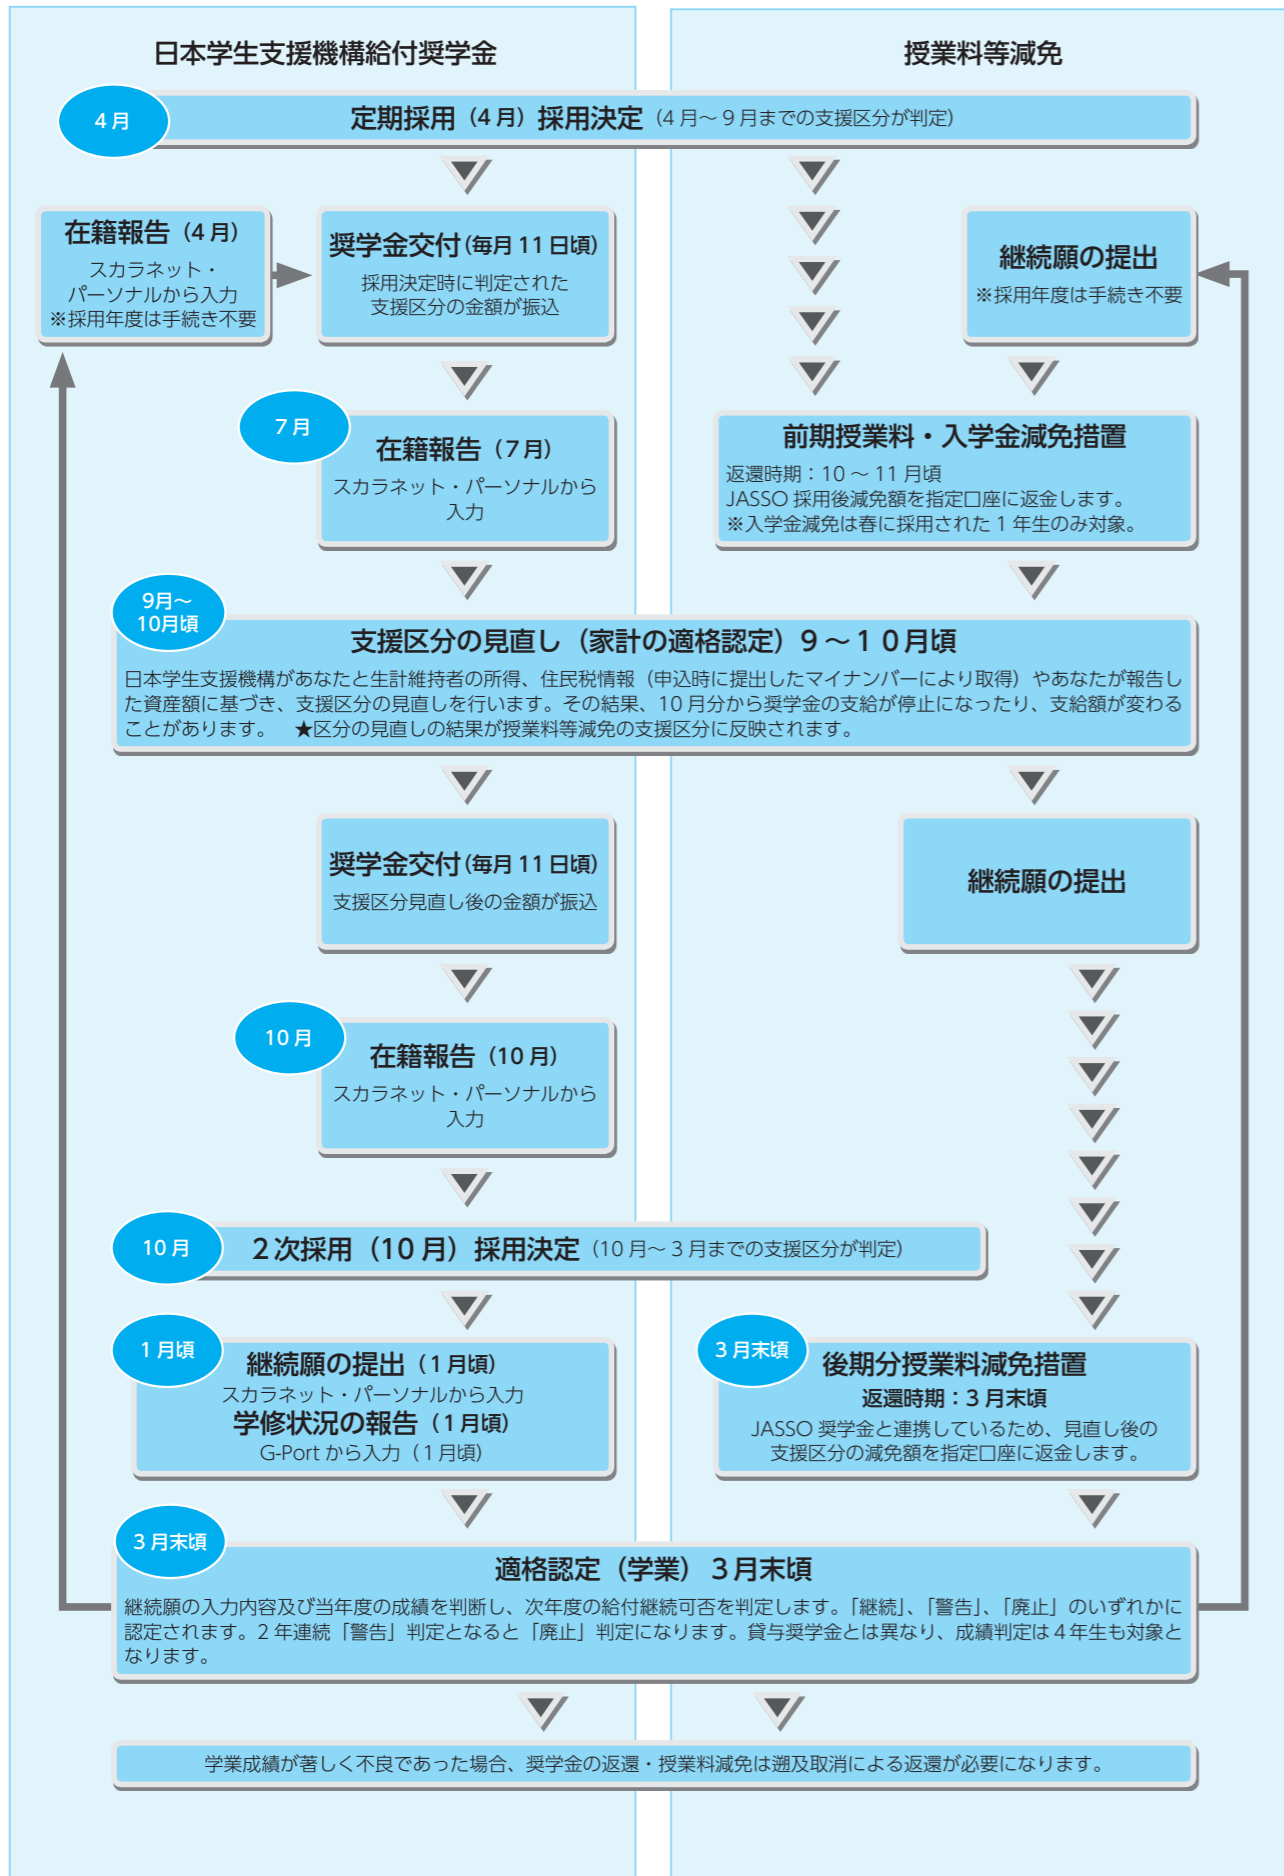 日本学生支援機構給付奨学金
授業料等減免
4月
定期採用（4月）採用決定（4月～9月までの支援区分が判定）
在籍報告（4月）
スカラネット・
パーソナルから入力
※採用年度は手続き不要
奨学金交付（毎月11日頃）
採用決定時に判定された
支援区分の金額が振込
継続願の提出
※採用年度は手続き不要
7月
在籍報告（7月）
スカラネット・パーソナルから
入力
前期授業料・入学金減免措置
返還時期：10～11月頃
JASSO採用後減免額を指定口座に返金します。
※入学金減免は春に採用された1年生のみ対象。
9月～
10月頃
支援区分の見直し（家計の適格認定）9～10月頃
日本学生支援機構があなたと生計維持者の所得、住民税情報（申込時に提出したマイナンバーにより取得）やあなたが報告し
た資産額に基づき、支援区分の見直しを行います。その結果、10月分から奨学金の支給が停止になったり、支給額が変わる
ことがあります。　★区分の見直しの結果が授業料等減免の支援区分に反映されます。
奨学金交付（毎月11日頃）
支援区分見直し後の金額が振込
継続願の提出
10月
在籍報告（10月）
スカラネット・パーソナルから
入力
10月
2次採用（10月）採用決定（10月～3月までの支援区分が判定）
1月頃
継続願の提出（1月頃）
スカラネット・パーソナルから入力
学修状況の報告（1月頃）
G-Portから入力（1月頃）
3月末頃
後期分授業料減免措置
返還時期：3月末頃
JASSO奨学金と連携しているため、見直し後の
支援区分の減免額を指定口座に返金します。
3月末頃
適格認定（学業）3月末頃
継続願の入力内容及び当年度の成績を判断し、次年度の給付継続可否を判定します。「継続」、「警告」、「廃止」のいずれかに
認定されます。2年連続「警告」判定となると「廃止」判定になります。貸与奨学金とは異なり、成績判定は4年生も対象と
なります。
学業成績が著しく不良であった場合、奨学金の返還・授業料減免は遡及取消による返還が必要になります。